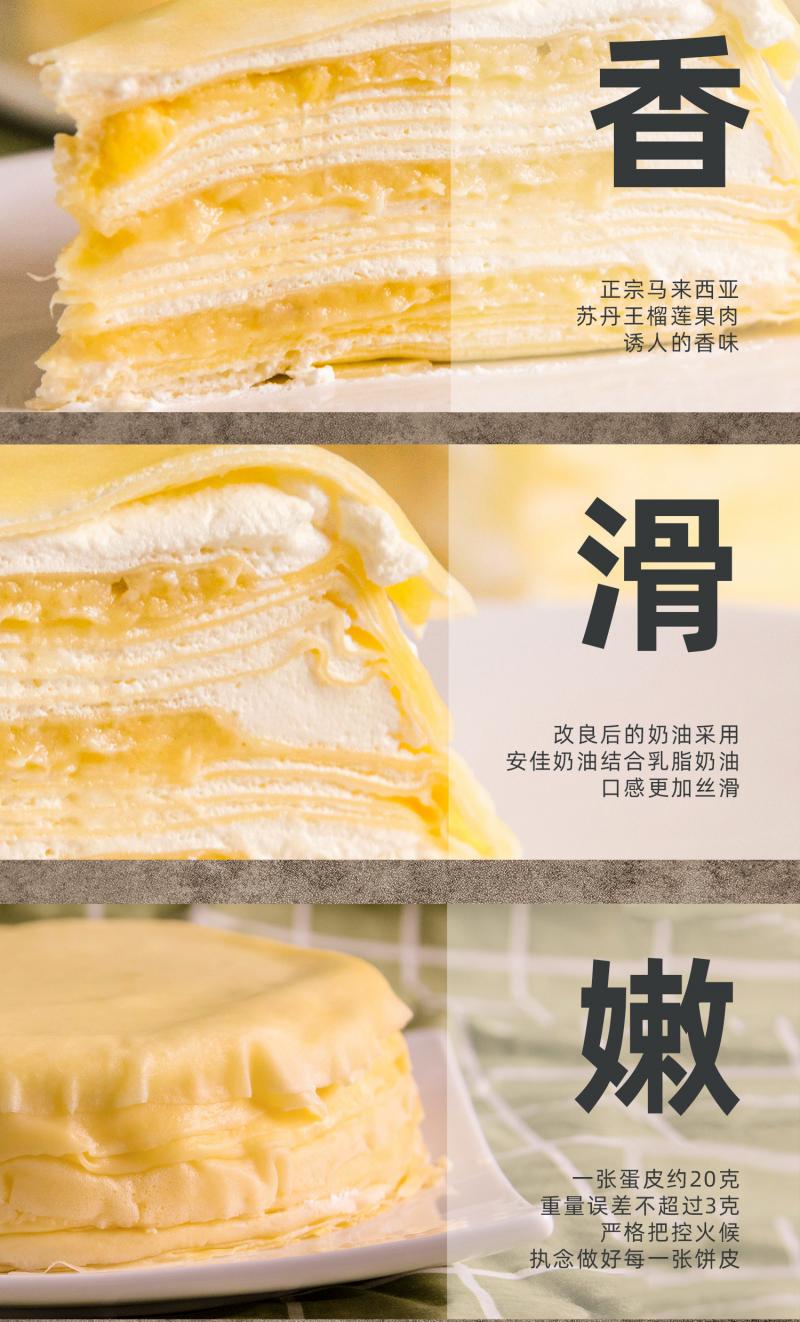 香
正宗马来西亚
苏丹王榴莲果肉
诱人的香味
滑
改良后的奶油采用
安佳奶油结合乳脂奶油
口感更加丝滑
嫩
一张蛋皮约20克
重量误差不超过3克
严格把控火候
执念做好每一张饼皮